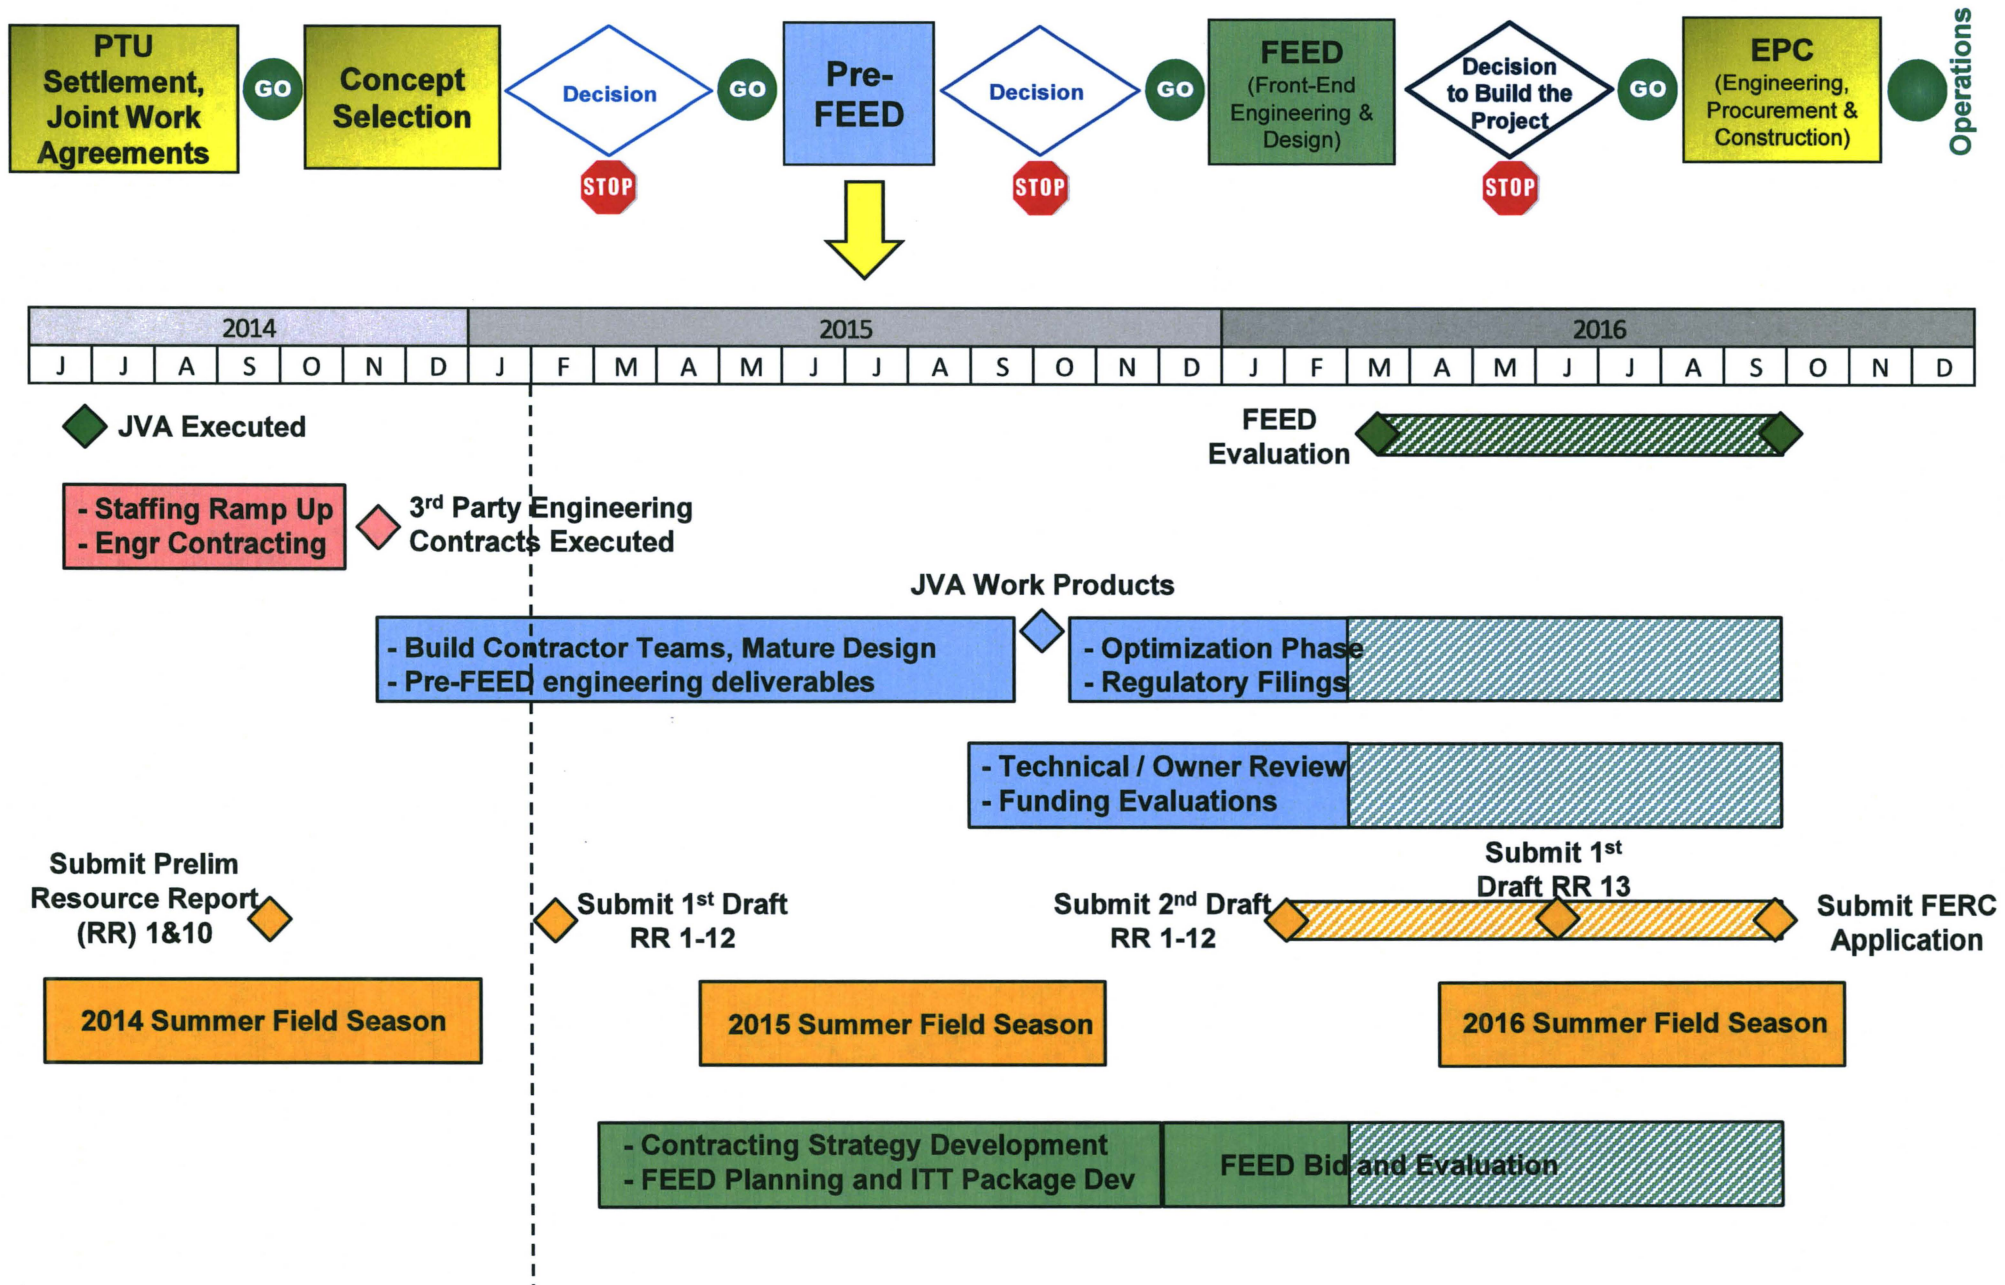 PTU
Settlement,
Joint Work
Agreements
GO
Concept
Selection
Decision
STOP
GO
Pre-
FEED
Decision
STOP
GO
FEED
(Front-End
Engineering &
Design)
Decision
to Build the
Project
STOP
GO
EPC
(Engineering,
Procurement &
Construction)
Operations
2014 2015 2016
J J A S O N D J F M A M J J A S O N D J F M A M J J A S O N D
JVA Executed
FEED
Evaluation
- Staffing Ramp Up
- Engr Contracting
3rd Party Engineering
Contracts Executed
JVA Work Products
- Build Contractor Teams, Mature Design
- Pre-FEED engineering deliverables
- Optimization Phase
- Regulatory Filings
- Technical / Owner Review
- Funding Evaluations
Submit Prelim
Resource Report
(RR) 1&10
Submit 1st Draft
RR 1-12
Submit 2nd Draft
RR 1-12
Submit 1st
Draft RR 13
Submit FERC
Application
2014 Summer Field Season
2015 Summer Field Season
2016 Summer Field Season
- Contracting Strategy Development
- FEED Planning and ITT Package Dev
FEED Bid and Evaluation